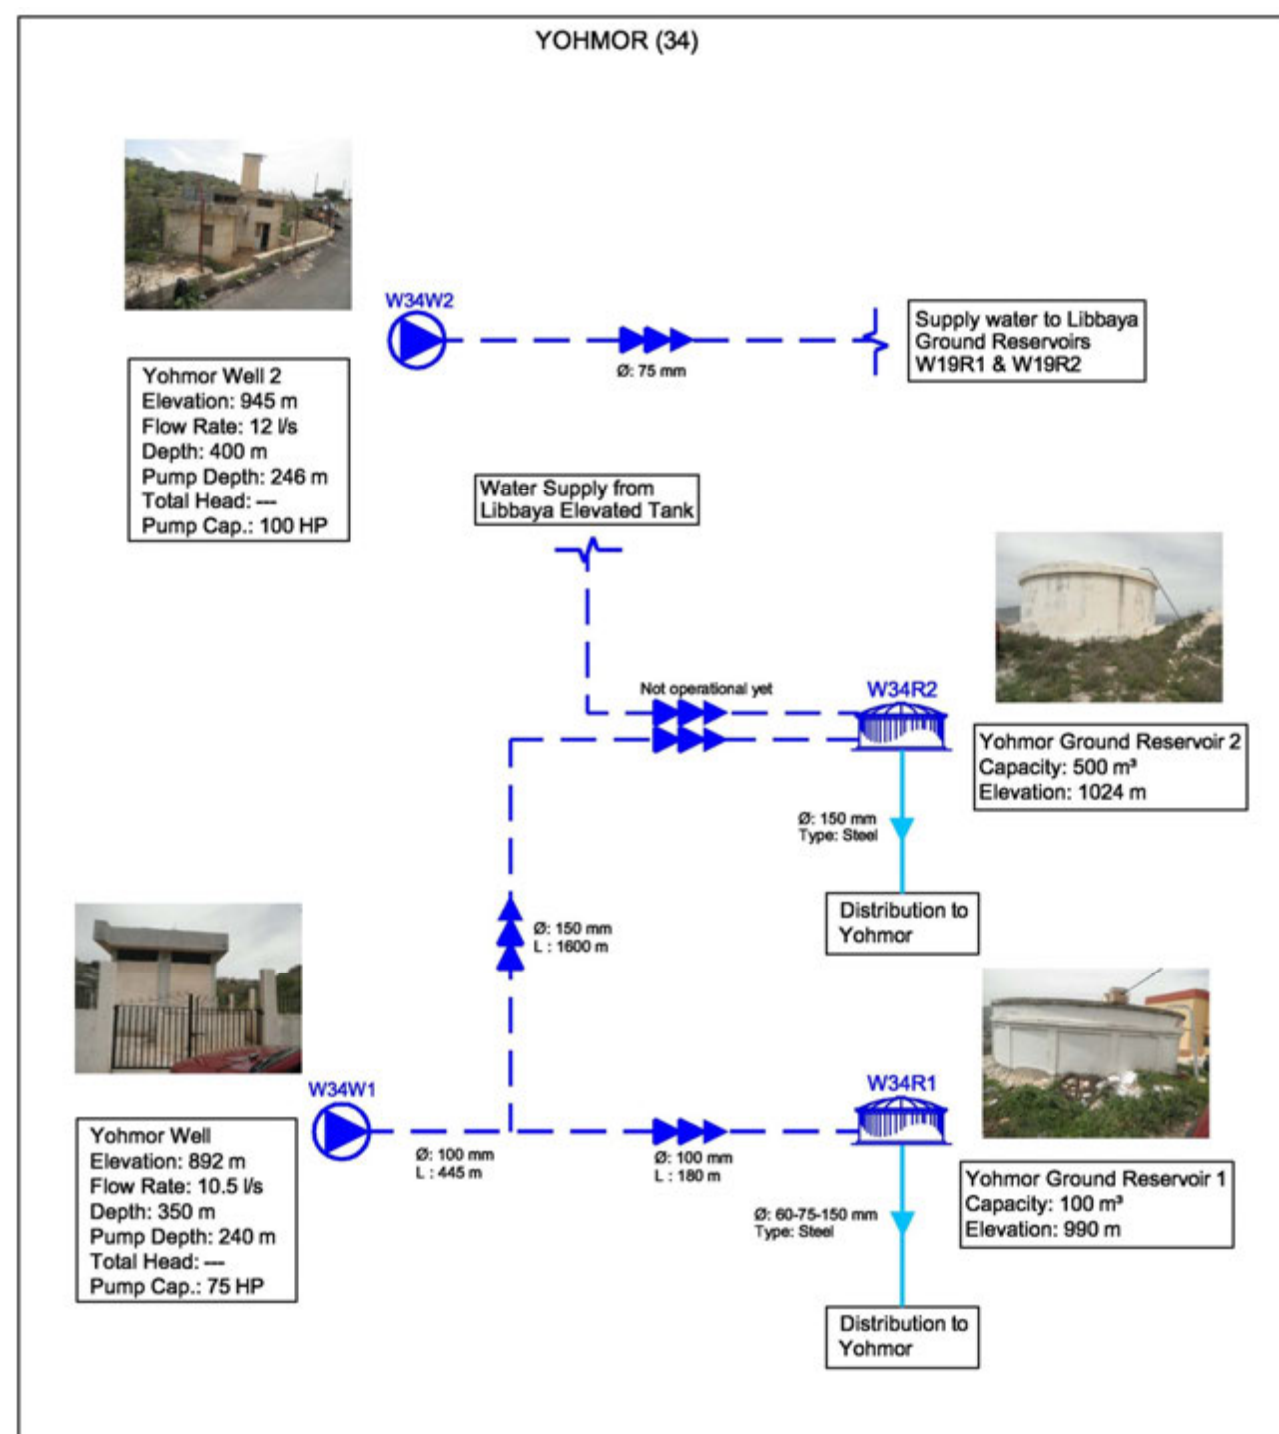 YOHMOR (34)
W34W2
Yohmor Well 2
Elevation: 945 m
Flow Rate: 12 l/s
Depth: 400 m
Pump Depth: 246 m
Total Head: ---
Pump Cap.: 100 HP
Ø: 75 mm
Supply water to Libbaya
Ground Reservoirs
W19R1 & W19R2
Water Supply from
Libbaya Elevated Tank
Not operational yet
W34R2
Yohmor Ground Reservoir 2
Capacity: 500 m³
Elevation: 1024 m
Ø: 150 mm
Type: Steel
Distribution to
Yohmor
Ø: 150 mm
L : 1600 m
W34W1
Yohmor Well
Elevation: 892 m
Flow Rate: 10.5 l/s
Depth: 350 m
Pump Depth: 240 m
Total Head: ---
Pump Cap.: 75 HP
Ø: 100 mm
L : 445 m
Ø: 100 mm
L : 180 m
W34R1
Yohmor Ground Reservoir 1
Capacity: 100 m³
Elevation: 990 m
Ø: 60-75-150 mm
Type: Steel
Distribution to
Yohmor